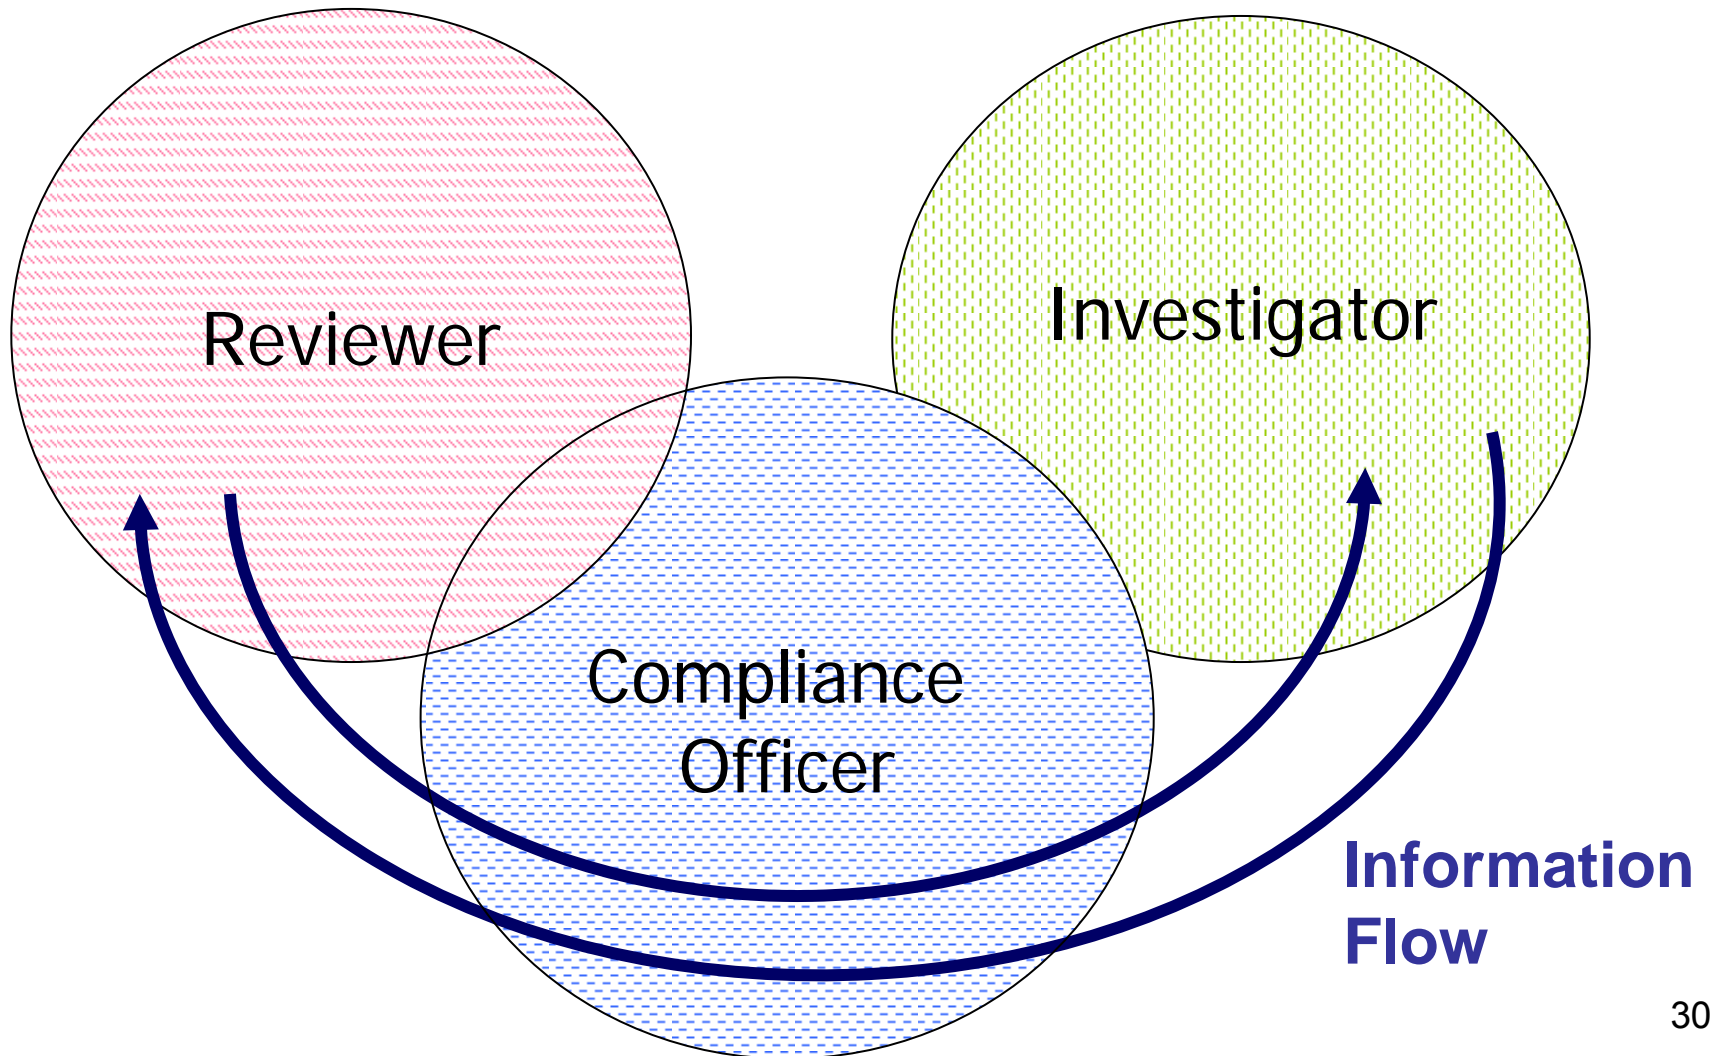 Reviewer
Investigator
Compliance
Officer
Information
Flow
30